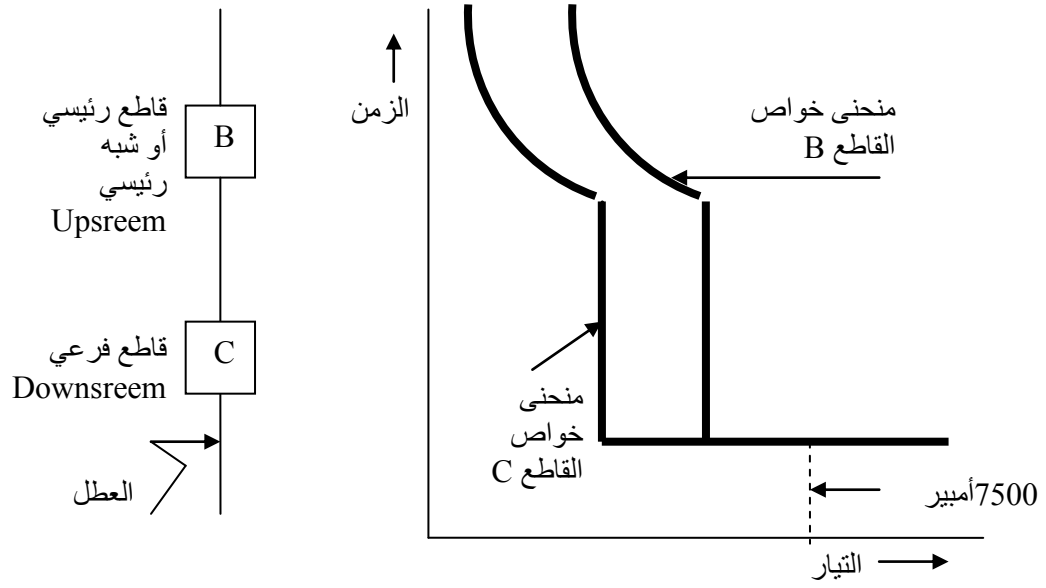 قاطع رئيسي
أو شبه
رئيسي
Upsreem
B
قاطع فرعي
Downsreem
C
العطل
الزمن
منحنى خواص
القاطع B
منحنى
خواص
القاطع C
7500أمبير
التيار